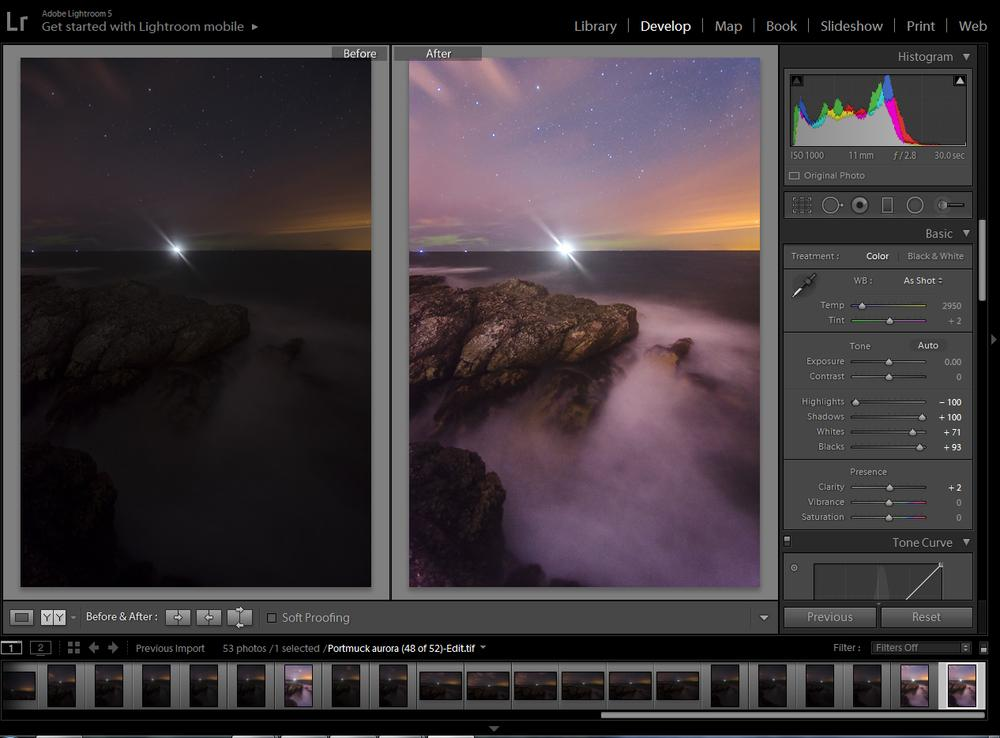 Lr
Adobe Lightroom 5
Get started with Lightroom mobile
Library | Develop | Map | Book | Slideshow | Print | Web
Before
After
Histogram
ISO 1000 11 mm ƒ / 2.8 30.0 sec
Original Photo
Basic
Treatment : Color | Black & White
WB : As Shot
Temp 2950
Tint + 2
Tone Auto
Exposure 0.00
Contrast 0
Highlights − 100
Shadows + 100
Whites + 71
Blacks + 93
Presence
Clarity + 2
Vibrance 0
Saturation 0
Tone Curve
Y Y Before & After : Soft Proofing
Previous Reset
1 2 Previous Import 53 photos / 1 selected / Portmuck aurora (48 of 52)-Edit.tif Filter : Filters Off